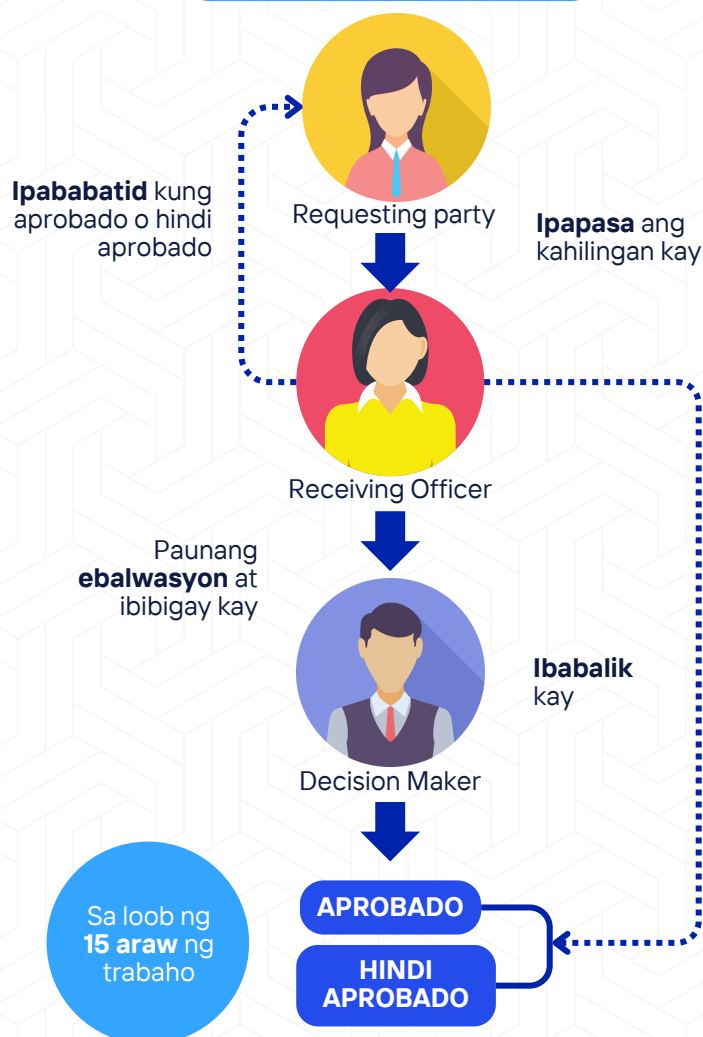 Requesting party
Ipababatid kung
aprobado o hindi
aprobado
Ipapasa ang
kahilingan kay
Receiving Officer
Paunang
ebalwasyon at
ibibigay kay
Decision Maker
Ibabalik
kay
Sa loob ng
15 araw ng
trabaho
APROBADO
HINDI
APROBADO